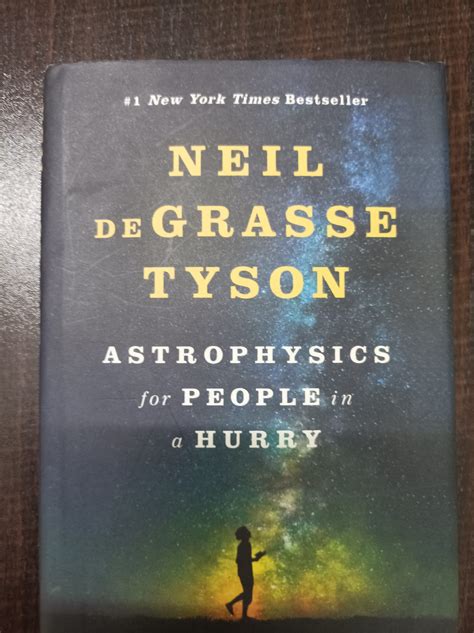 #1 New York Times Bestseller
NEIL
DEGRASSE
TYSON
ASTROPHYSICS
for PEOPLE in
a HURRY